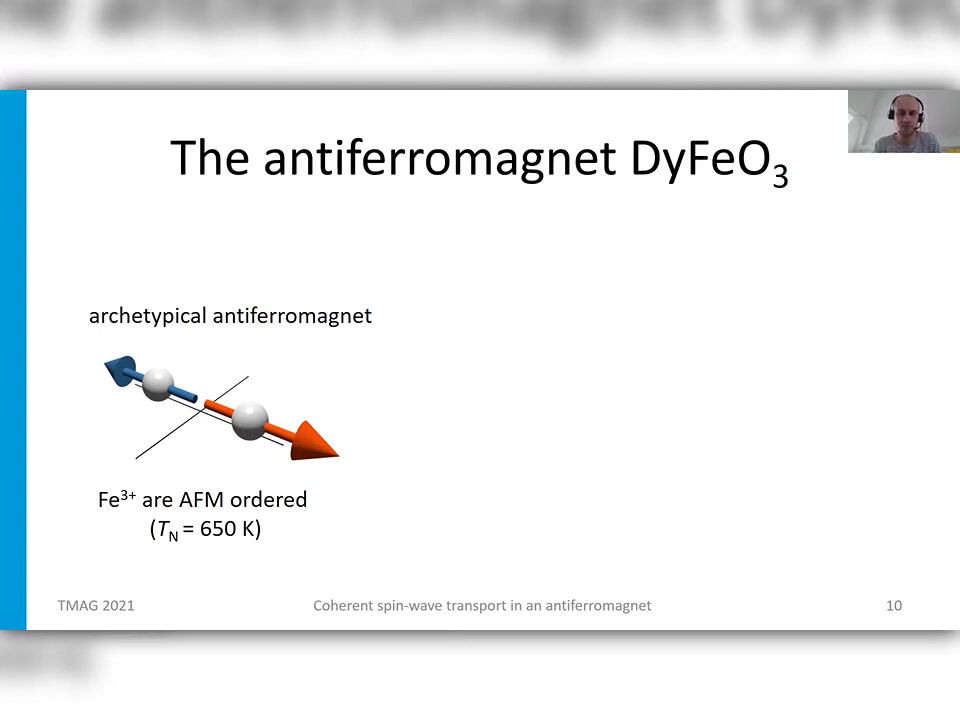 The antiferromagnet DyFeO₃
archetypical antiferromagnet
Fe³⁺ are AFM ordered
(T_N = 650 K)
TMAG 2021
Coherent spin-wave transport in an antiferromagnet
10